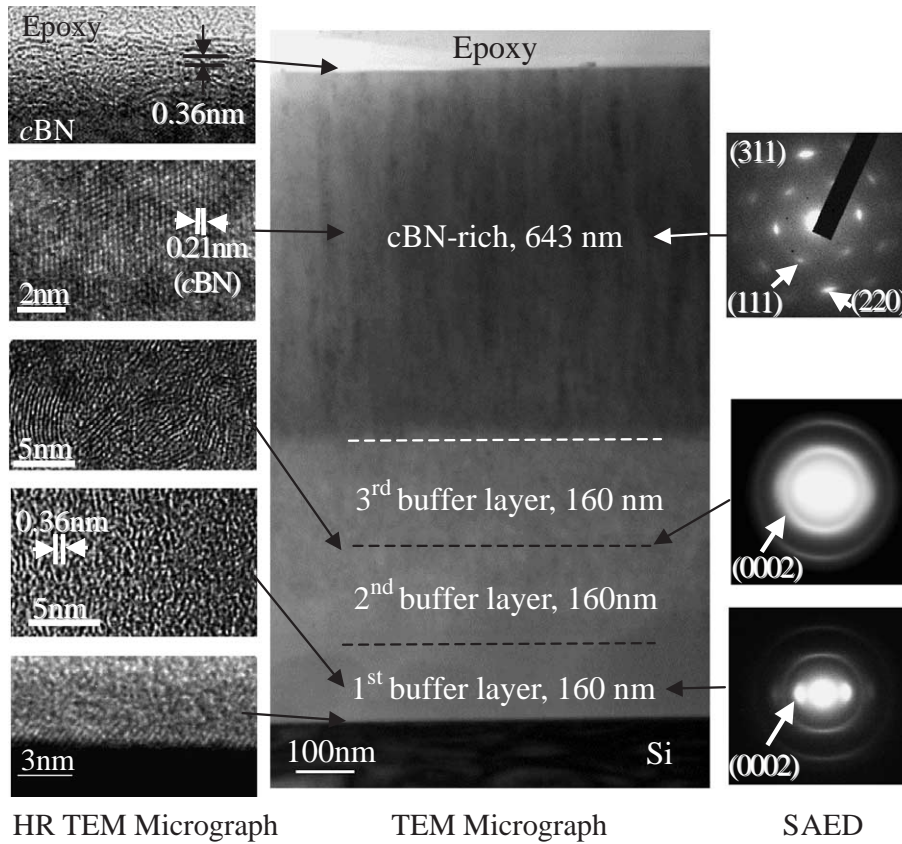 Epoxy
0.36nm
cBN
0.21nm
(cBN)
2nm
5nm
0.36nm
5nm
3nm
HR TEM Micrograph
Epoxy
cBN-rich, 643 nm
3rd buffer layer, 160 nm
2nd buffer layer, 160nm
1st buffer layer, 160 nm
100nm
Si
TEM Micrograph
(311)
(111)
(220)
(0002)
(0002)
SAED